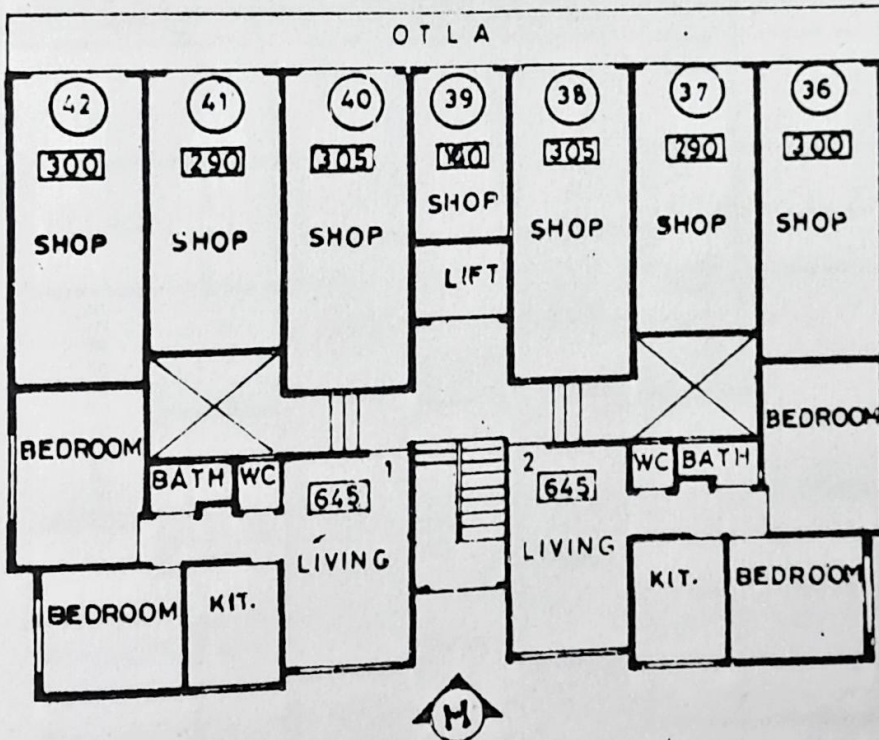 OTLA
42 41 40 39 38 37 36
300 290 305 305 290 300
SHOP SHOP SHOP SHOP SHOP SHOP SHOP
LIFT
BEDROOM BEDROOM
BATH WC 1 2 WC BATH
645 645
LIVING LIVING
BEDROOM KIT. KIT. BEDROOM